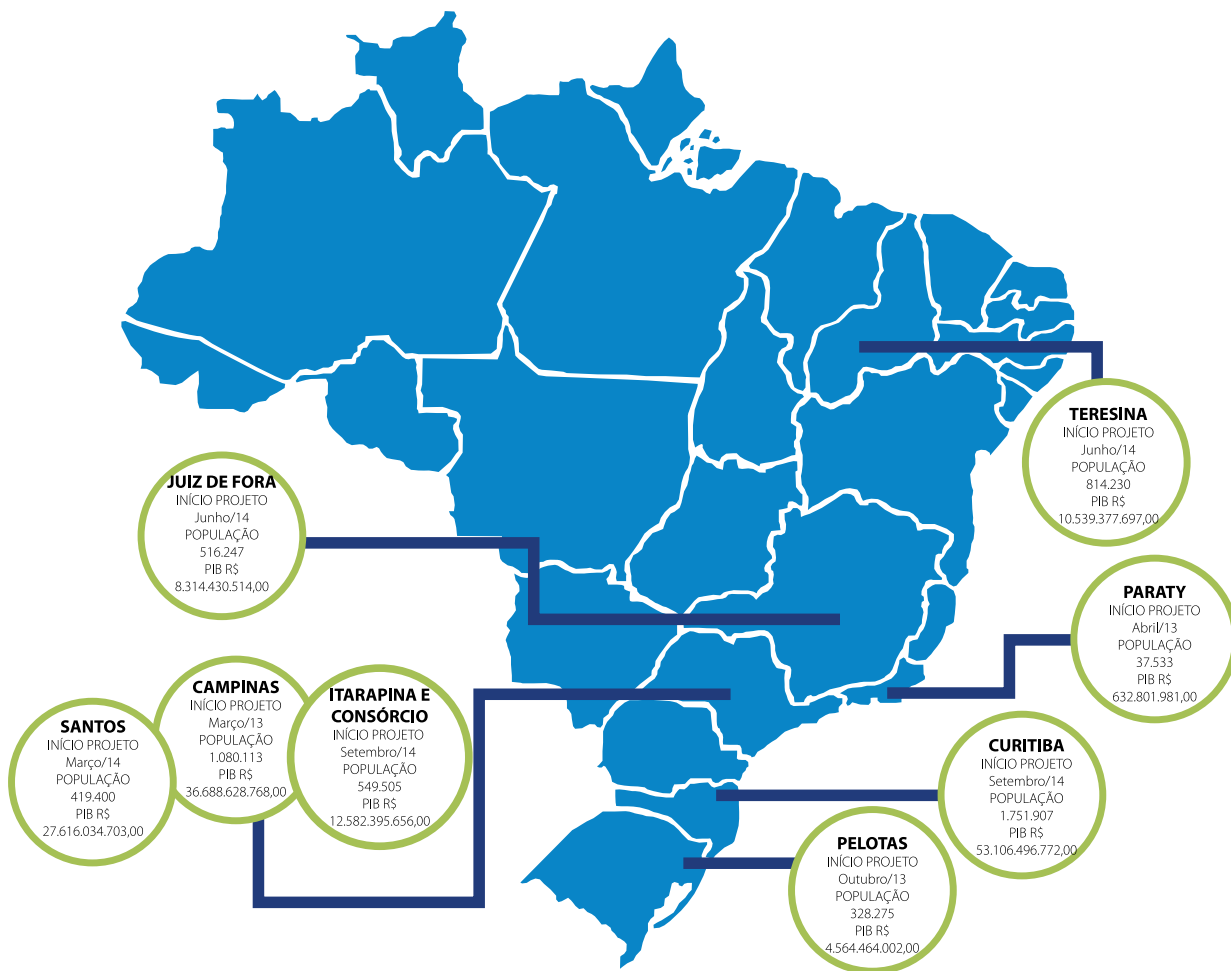 TERESINA
INÍCIO PROJETO
Junho/14
POPULAÇÃO
814.230
PIB R$
10.539.377.697,00
JUIZ DE FORA
INÍCIO PROJETO
Junho/14
POPULAÇÃO
516.247
PIB R$
8.314.430.514,00
PARATY
INÍCIO PROJETO
Abril/13
POPULAÇÃO
37.533
PIB R$
632.801.981,00
SANTOS
INÍCIO PROJETO
Março/14
POPULAÇÃO
419.400
PIB R$
27.616.034.703,00
CAMPINAS
INÍCIO PROJETO
Março/13
POPULAÇÃO
1.080.113
PIB R$
36.688.628.768,00
ITARAPINA E
CONSÓRCIO
INÍCIO PROJETO
Setembro/14
POPULAÇÃO
549.505
PIB R$
12.582.395.656,00
CURITIBA
INÍCIO PROJETO
Setembro/14
POPULAÇÃO
1.751.907
PIB R$
53.106.496.772,00
PELOTAS
INÍCIO PROJETO
Outubro/13
POPULAÇÃO
328.275
PIB R$
4.564.464.002,00